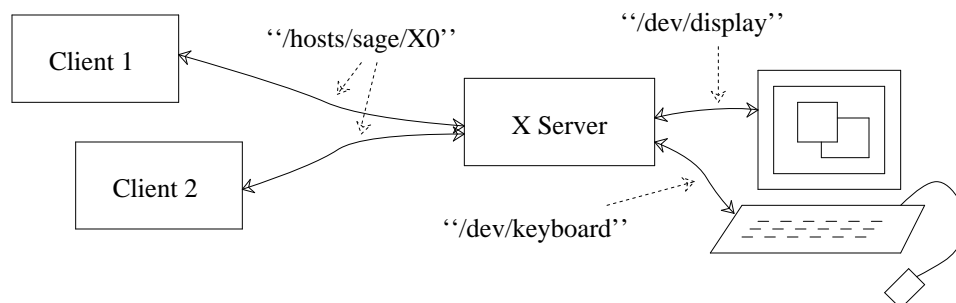 ‘‘/hosts/sage/X0’’
‘‘/dev/display’’
Client 1
X Server
Client 2
‘‘/dev/keyboard’’